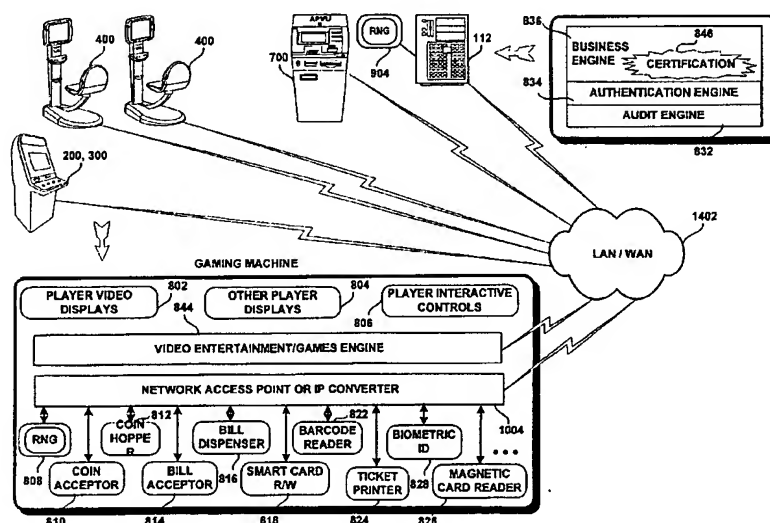 400
400
700
RNG
904
112
836
BUSINESS ENGINE
846
CERTIFICATION
834
AUTHENTICATION ENGINE
AUDIT ENGINE
832
200, 300
LAN / WAN
1402
GAMING MACHINE
PLAYER VIDEO DISPLAYS
802
OTHER PLAYER DISPLAYS
804
PLAYER INTERACTIVE CONTROLS
806
844
VIDEO ENTERTAINMENT/GAMES ENGINE
NETWORK ACCESS POINT OR IP CONVERTER
1004
RNG
808
COIN HOPPE R
812
BILL DISPENSER
816
BARCODE READER
822
BIOMETRIC ID
828
...
COIN ACCEPTOR
810
BILL ACCEPTOR
814
SMART CARD R/W
818
TICKET PRINTER
824
MAGNETIC CARD READER